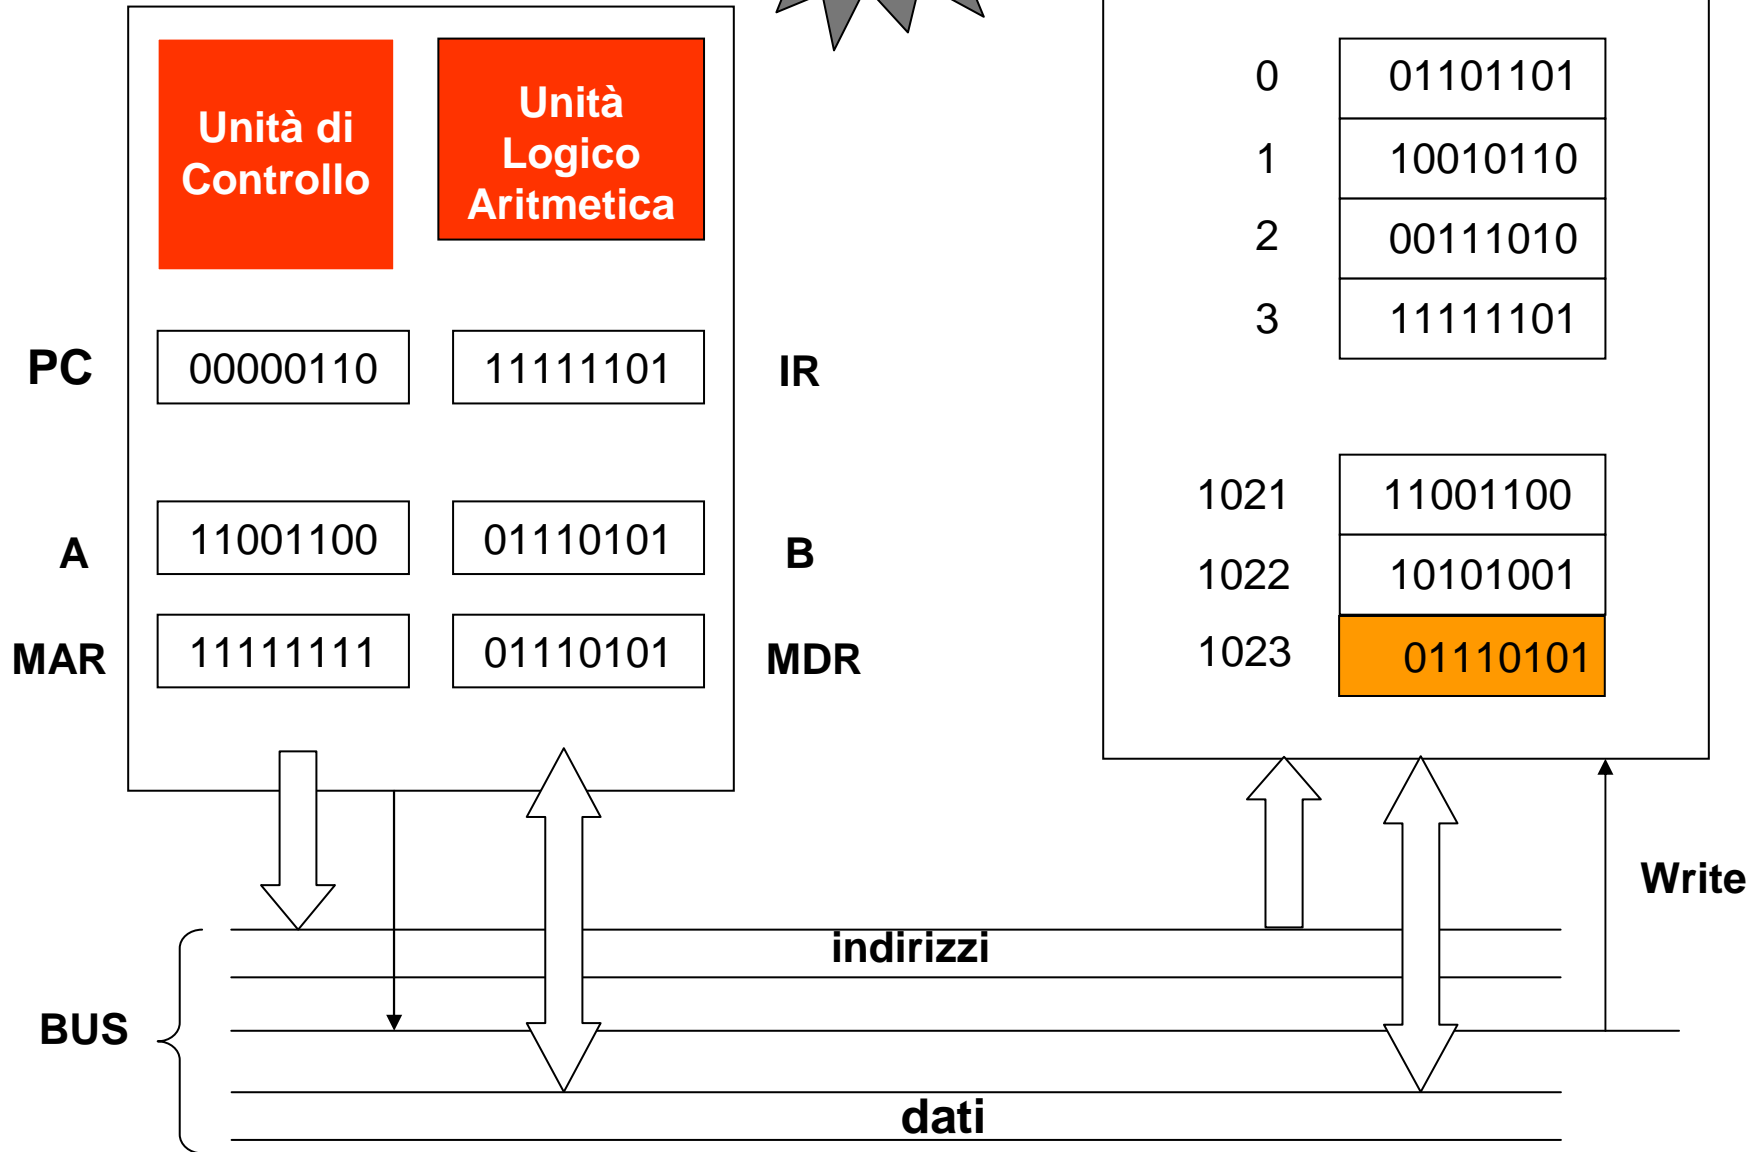 Unità di
Controllo
Unità
Logico
Aritmetica
PC 00000110 11111101 IR
A 11001100 01110101 B
MAR 11111111 01110101 MDR
0 01101101
1 10010110
2 00111010
3 11111101
1021 11001100
1022 10101001
1023 01110101
Write
indirizzi
BUS
dati